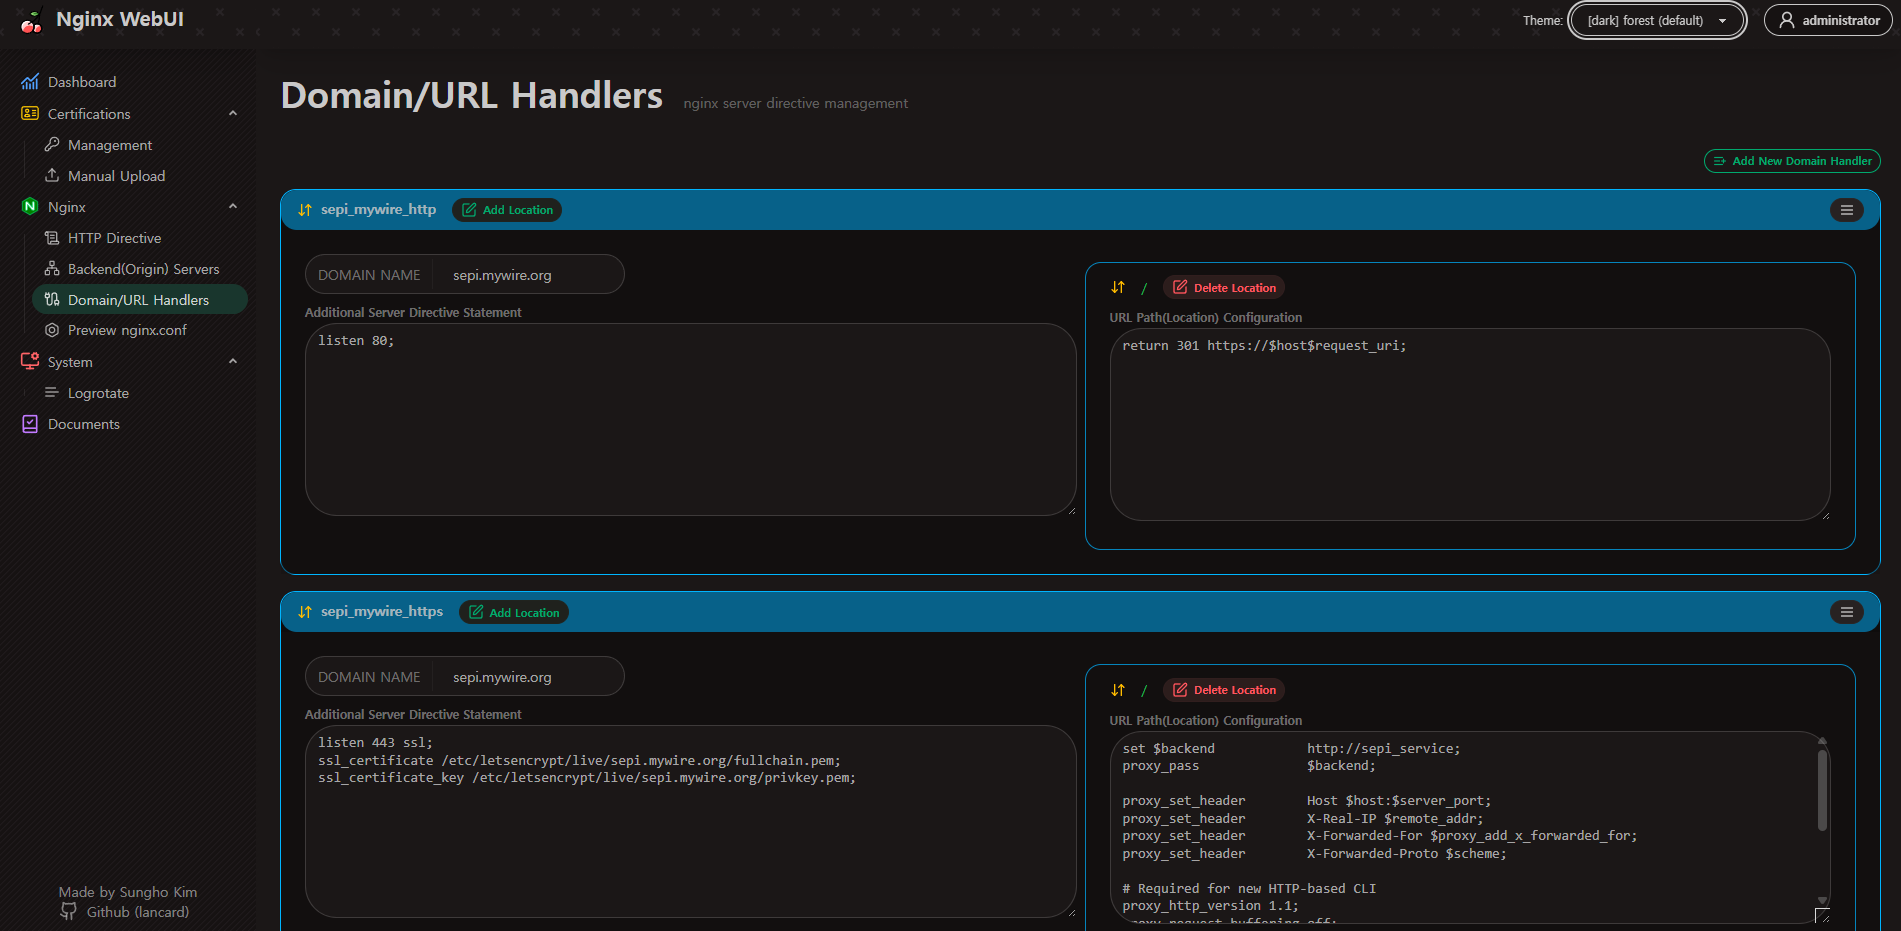 Nginx WebUI
Theme: [dark] forest (default)
administrator
Dashboard
Certifications
Management
Manual Upload
Nginx
HTTP Directive
Backend(Origin) Servers
Domain/URL Handlers
Preview nginx.conf
System
Logrotate
Documents
Made by Sungho Kim
Github (lancard)
Domain/URL Handlers nginx server directive management
Add New Domain Handler
sepi_mywire_http Add Location
DOMAIN NAME sepi.mywire.org
Additional Server Directive Statement
listen 80;
/ Delete Location
URL Path(Location) Configuration
return 301 https://$host$request_uri;
sepi_mywire_https Add Location
DOMAIN NAME sepi.mywire.org
Additional Server Directive Statement
listen 443 ssl;
ssl_certificate /etc/letsencrypt/live/sepi.mywire.org/fullchain.pem;
ssl_certificate_key /etc/letsencrypt/live/sepi.mywire.org/privkey.pem;
/ Delete Location
URL Path(Location) Configuration
set $backend http://sepi_service;
proxy_pass $backend;
proxy_set_header Host $host:$server_port;
proxy_set_header X-Real-IP $remote_addr;
proxy_set_header X-Forwarded-For $proxy_add_x_forwarded_for;
proxy_set_header X-Forwarded-Proto $scheme;
# Required for new HTTP-based CLI
proxy_http_version 1.1;
proxy_request_buffering off;